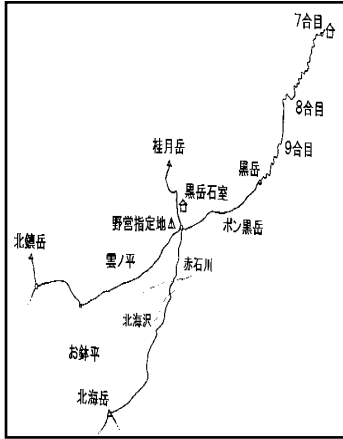 7合目
8合目
9合目
桂月岳
黒岳
黒岳石室
野営指定地
ポン黒岳
北鎮岳
雲ノ平
赤石川
北海沢
お鉢平
北海岳